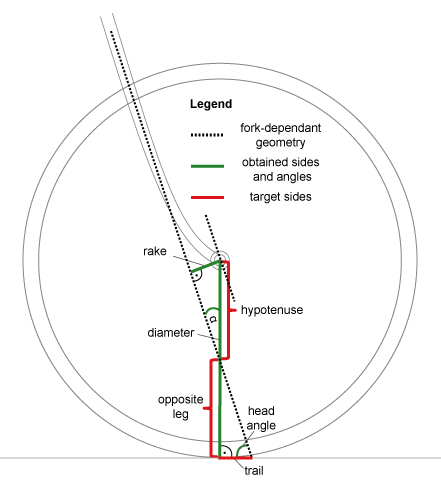 Legend
fork-dependant
geometry
obtained sides
and angles
target sides
rake
hypotenuse
α
diameter
opposite
leg
head
angle
trail